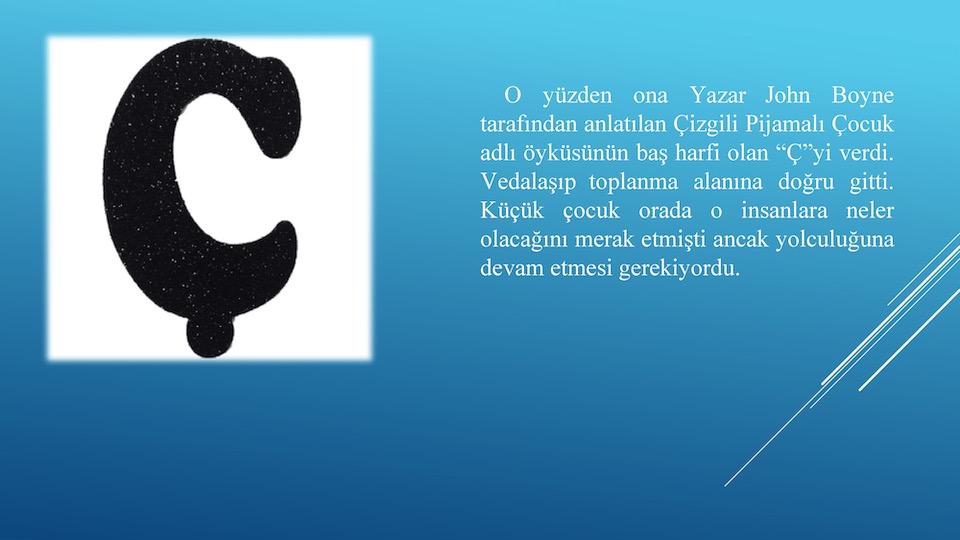 Ç
O yüzden ona Yazar John Boyne
tarafından anlatılan Çizgili Pijamalı Çocuk
adlı öyküsünün baş harfi olan “Ç”yi verdi.
Vedalaşıp toplanma alanına doğru gitti.
Küçük çocuk orada o insanlara neler
olacağını merak etmişti ancak yolculuğuna
devam etmesi gerekiyordu.